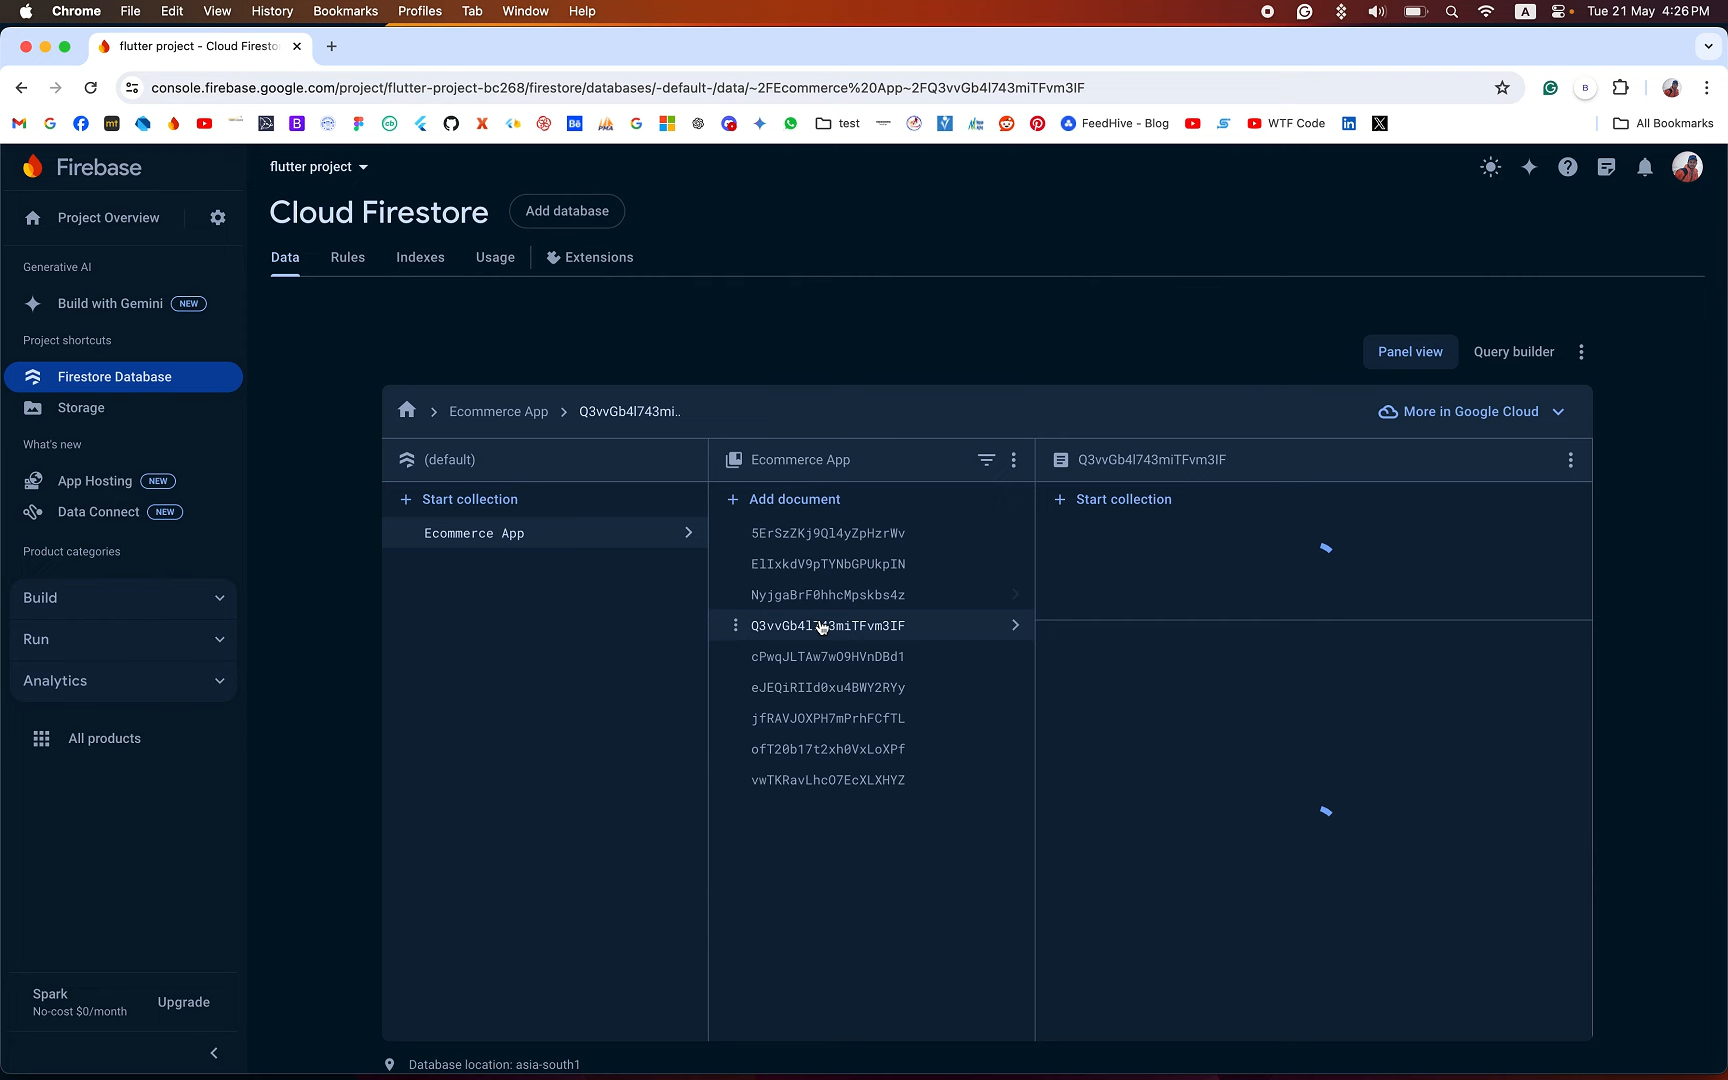 Chrome File Edit View History Bookmarks Profiles Tab Window Help A Tue 21 May 4:26 PM
flutter project - Cloud Firesto
console.firebase.google.com/project/flutter-project-bc268/firestore/databases/-default-/data/~2FEcommerce%20App~2FQ3vvGb4l743miTFvm3IF
test FeedHive - Blog WTF Code All Bookmarks
Firebase
flutter project
Project Overview
Cloud Firestore Add database
Data Rules Indexes Usage Extensions
Generative AI
Build with Gemini NEW
Project shortcuts
Firestore Database
Storage
What's new
App Hosting NEW
Data Connect NEW
Product categories
Build
Run
Analytics
All products
Spark
No-cost $0/month
Upgrade
Panel view Query builder
Ecommerce App Q3vvGb4l743mi..
More in Google Cloud
(default)
Start collection
Ecommerce App
Ecommerce App
Add document
5ErSzZKj9Ql4yZpHzrWv
ElIxkdV9pTYNbGPUkpIN
NyjgaBrF0hhcMpskbs4z
Q3vvGb4l743miTFvm3IF
cPwqJLTAw7wO9HVnDBd1
eJEQiRIId0xu4BWY2RYy
jfRAVJOXPH7mPrhFCfTL
ofT20b17t2xh0VxLoXPf
vwTKRavLhcO7EcXLXHYZ
Q3vvGb4l743miTFvm3IF
Start collection
Database location: asia-south1